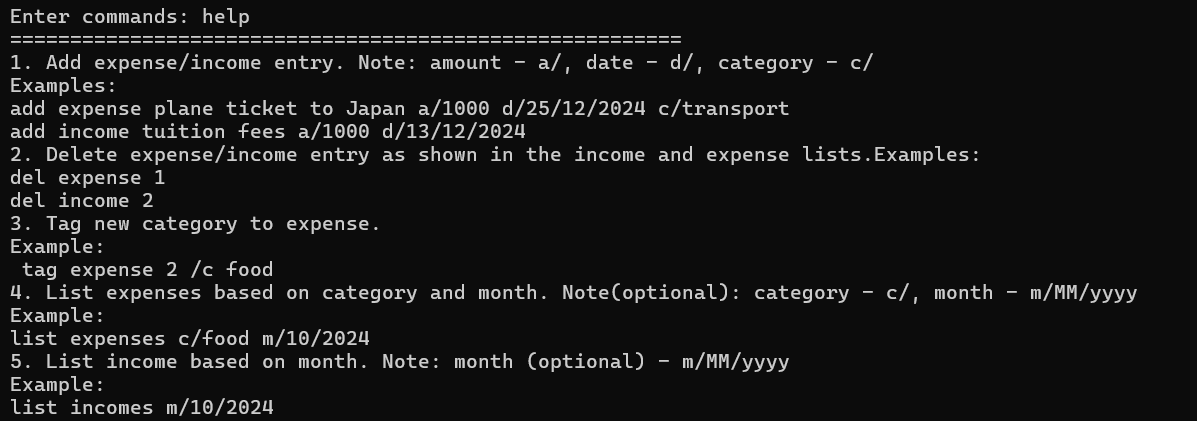 Enter commands: help
========================================================
1. Add expense/income entry. Note: amount - a/, date - d/, category - c/
Examples:
add expense plane ticket to Japan a/1000 d/25/12/2024 c/transport
add income tuition fees a/1000 d/13/12/2024
2. Delete expense/income entry as shown in the income and expense lists.Examples:
del expense 1
del income 2
3. Tag new category to expense.
Example:
 tag expense 2 /c food
4. List expenses based on category and month. Note(optional): category - c/, month - m/MM/yyyy
Example:
list expenses c/food m/10/2024
5. List income based on month. Note: month (optional) - m/MM/yyyy
Example:
list incomes m/10/2024